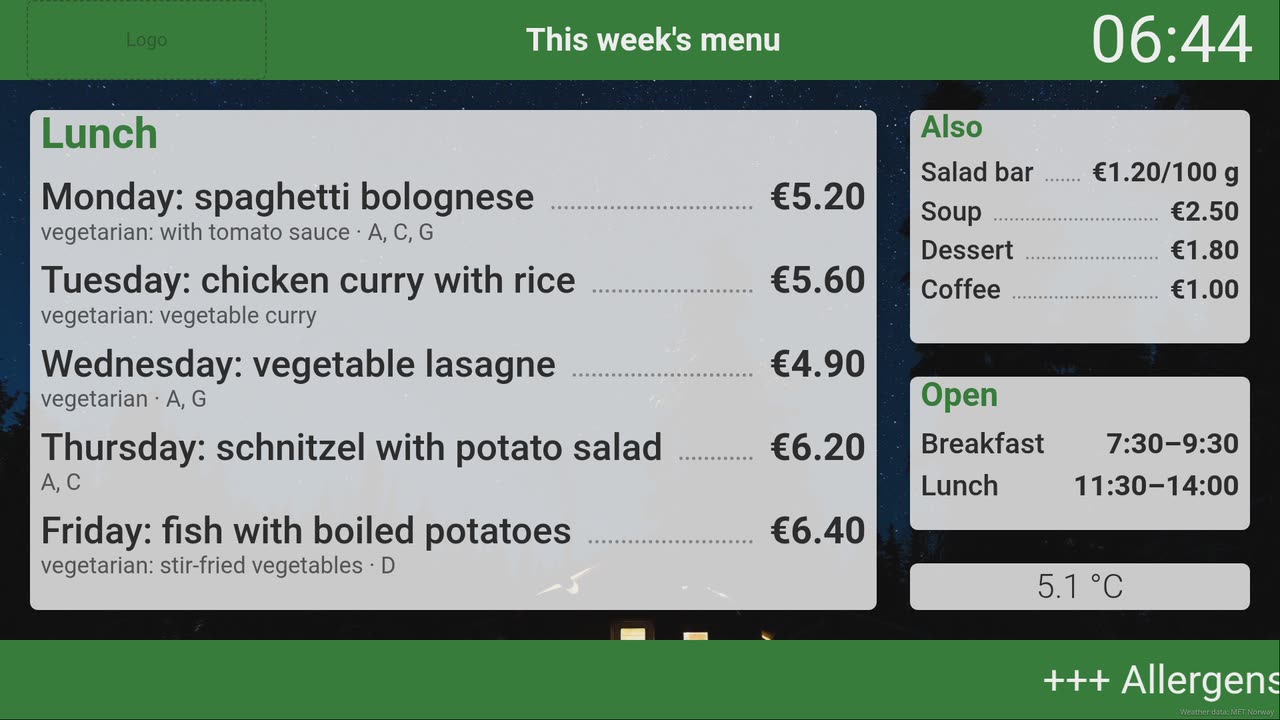 Logo
This week's menu
06:44
Lunch
Monday: spaghetti bolognese €5.20
vegetarian: with tomato sauce · A, C, G
Tuesday: chicken curry with rice €5.60
vegetarian: vegetable curry
Wednesday: vegetable lasagne €4.90
vegetarian · A, G
Thursday: schnitzel with potato salad €6.20
A, C
Friday: fish with boiled potatoes €6.40
vegetarian: stir-fried vegetables · D
Also
Salad bar €1.20/100 g
Soup €2.50
Dessert €1.80
Coffee €1.00
Open
Breakfast 7:30–9:30
Lunch 11:30–14:00
5.1 °C
+++ Allergens
Weather data: MET Norway